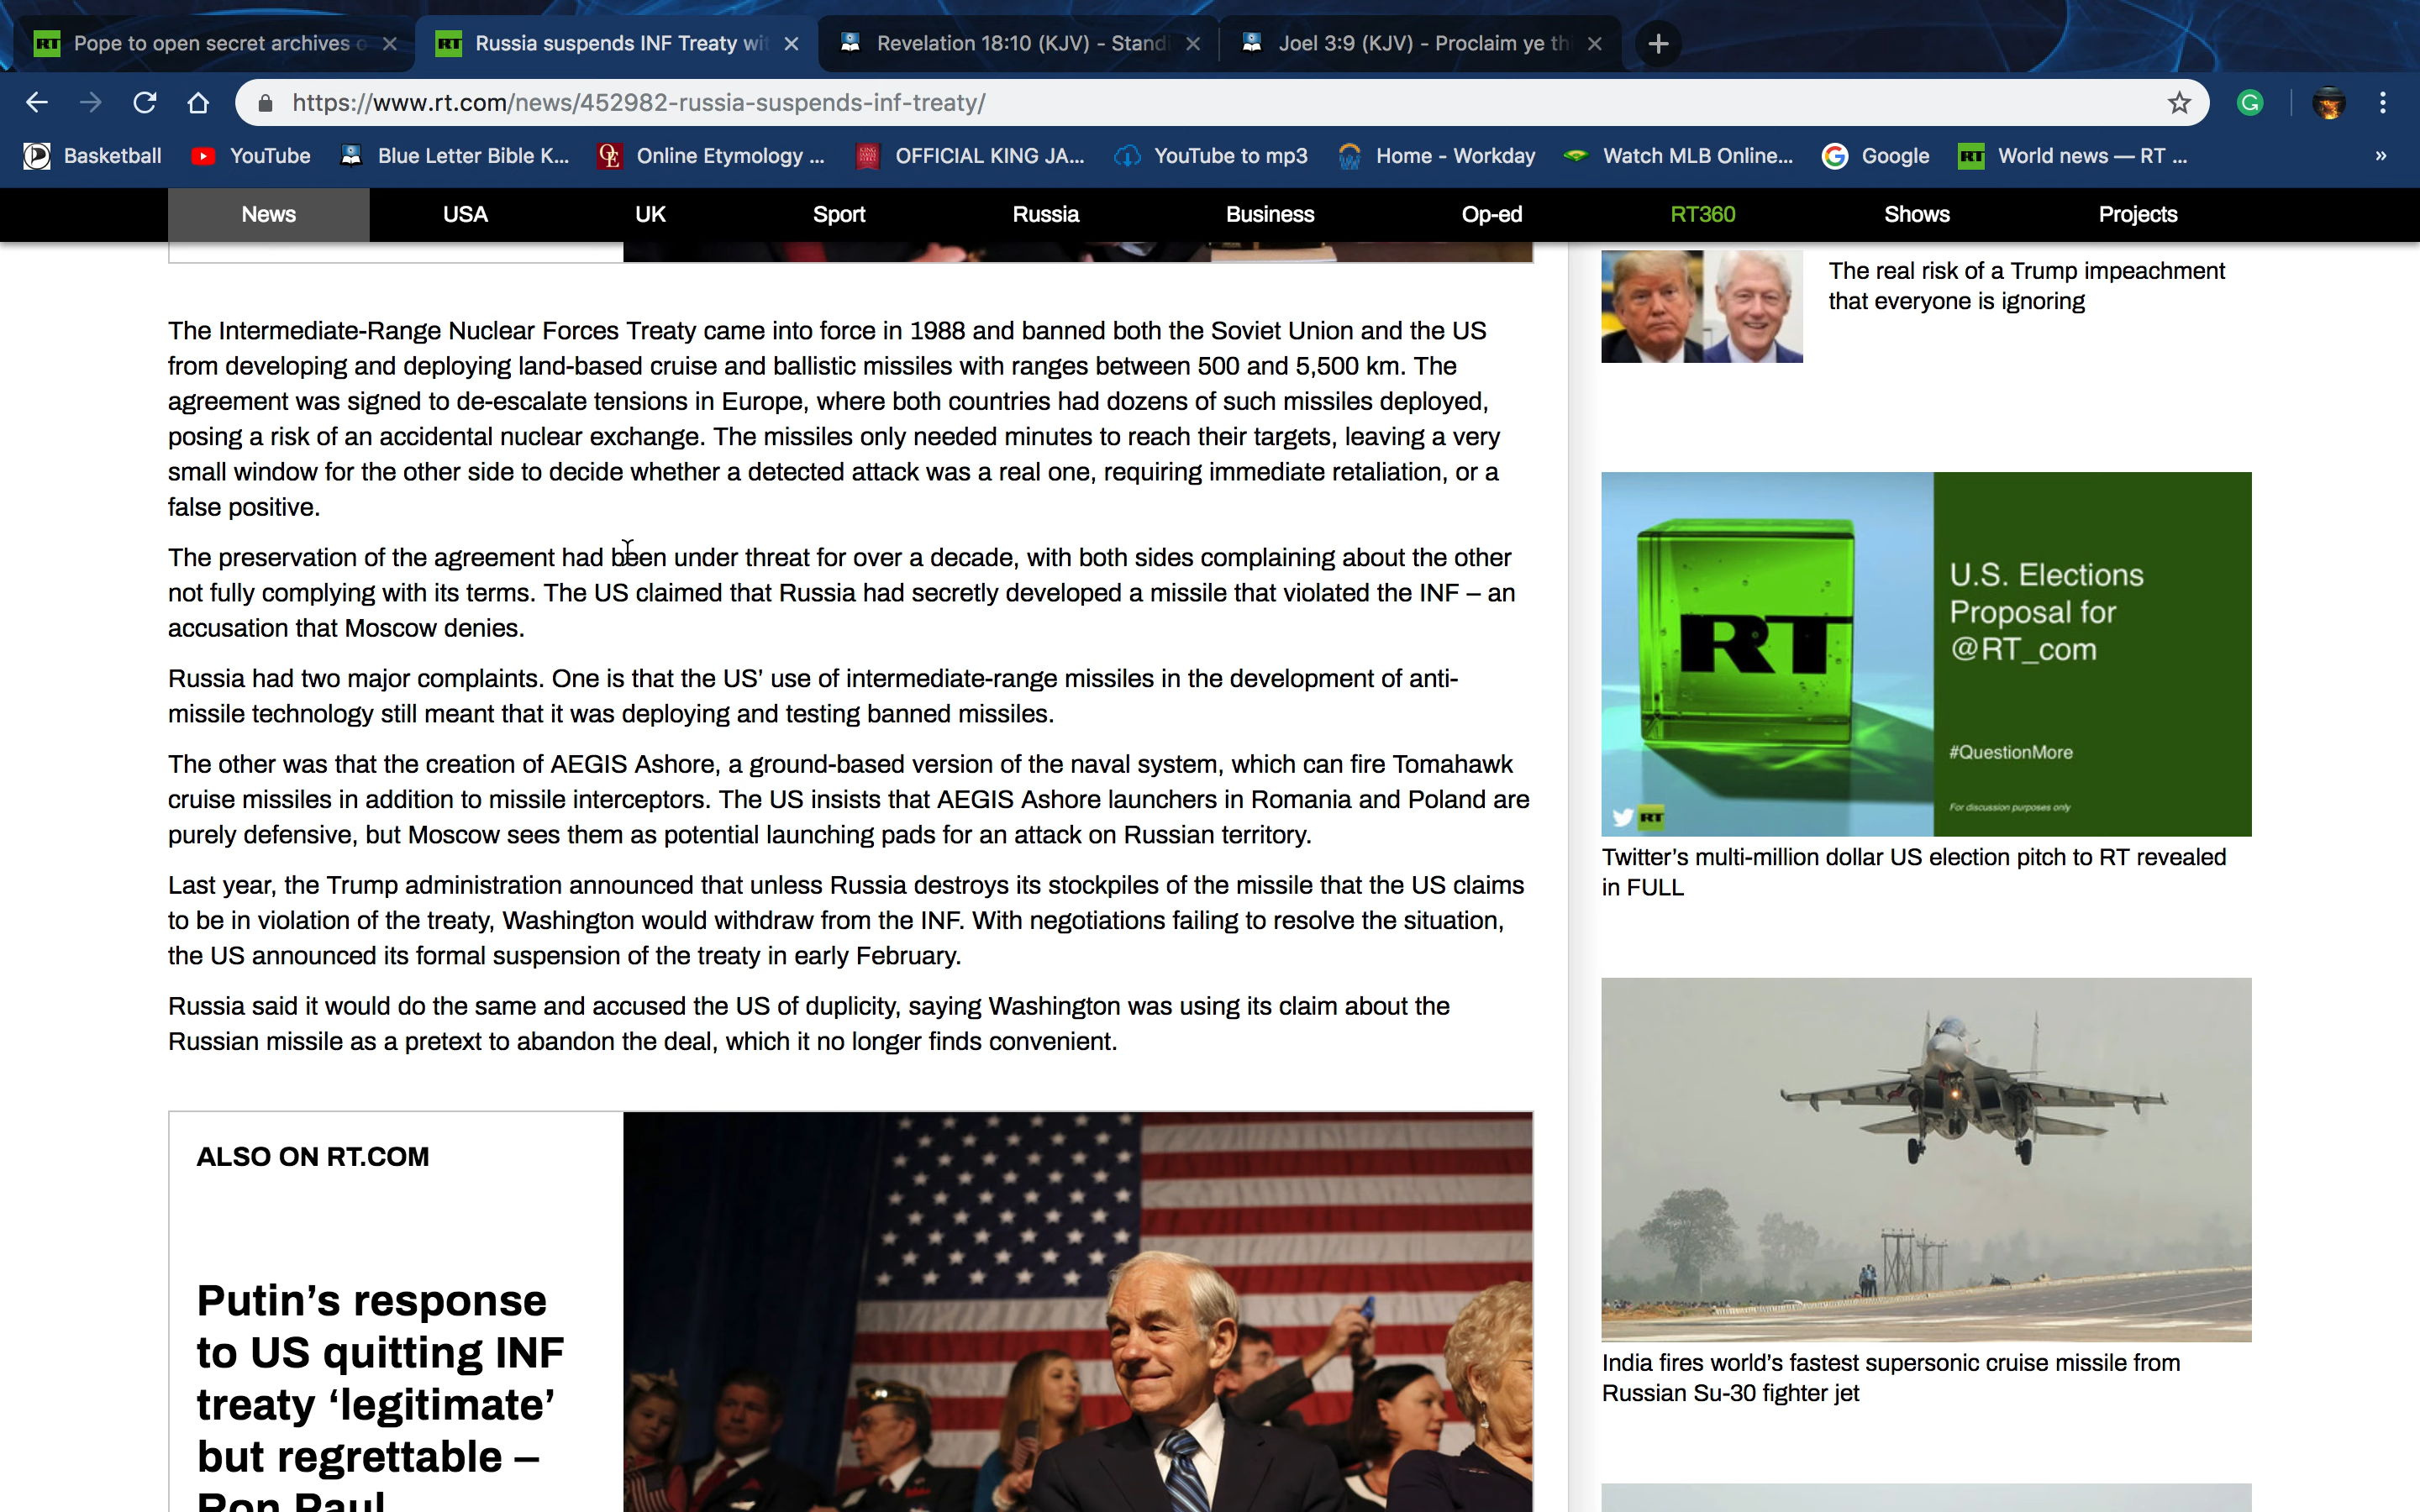 Pope to open secret archives o
Russia suspends INF Treaty wit
Revelation 18:10 (KJV) - Standi
Joel 3:9 (KJV) - Proclaim ye thi
https://www.rt.com/news/452982-russia-suspends-inf-treaty/
Basketball
YouTube
Blue Letter Bible K...
Online Etymology ...
OFFICIAL KING JA...
YouTube to mp3
Home - Workday
Watch MLB Online...
Google
World news — RT ...
»
News
USA
UK
Sport
Russia
Business
Op-ed
RT360
Shows
Projects
The Intermediate-Range Nuclear Forces Treaty came into force in 1988 and banned both the Soviet Union and the US
from developing and deploying land-based cruise and ballistic missiles with ranges between 500 and 5,500 km. The
agreement was signed to de-escalate tensions in Europe, where both countries had dozens of such missiles deployed,
posing a risk of an accidental nuclear exchange. The missiles only needed minutes to reach their targets, leaving a very
small window for the other side to decide whether a detected attack was a real one, requiring immediate retaliation, or a
false positive.
The preservation of the agreement had been under threat for over a decade, with both sides complaining about the other
not fully complying with its terms. The US claimed that Russia had secretly developed a missile that violated the INF – an
accusation that Moscow denies.
Russia had two major complaints. One is that the US’ use of intermediate-range missiles in the development of anti-
missile technology still meant that it was deploying and testing banned missiles.
The other was that the creation of AEGIS Ashore, a ground-based version of the naval system, which can fire Tomahawk
cruise missiles in addition to missile interceptors. The US insists that AEGIS Ashore launchers in Romania and Poland are
purely defensive, but Moscow sees them as potential launching pads for an attack on Russian territory.
Last year, the Trump administration announced that unless Russia destroys its stockpiles of the missile that the US claims
to be in violation of the treaty, Washington would withdraw from the INF. With negotiations failing to resolve the situation,
the US announced its formal suspension of the treaty in early February.
Russia said it would do the same and accused the US of duplicity, saying Washington was using its claim about the
Russian missile as a pretext to abandon the deal, which it no longer finds convenient.
ALSO ON RT.COM
Putin’s response
to US quitting INF
treaty ‘legitimate’
but regrettable –
Ron Paul
The real risk of a Trump impeachment
that everyone is ignoring
RT
U.S. Elections
Proposal for
@RT_com
#QuestionMore
For discussion purposes only
RT
Twitter’s multi-million dollar US election pitch to RT revealed
in FULL
India fires world’s fastest supersonic cruise missile from
Russian Su-30 fighter jet